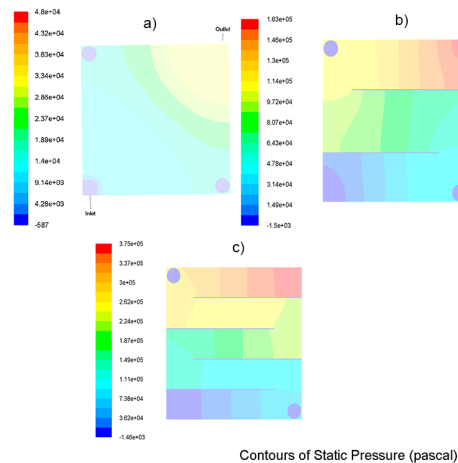 a)
Outlet
Inlet
4.8e+04
4.32e+04
3.83e+04
3.34e+04
2.86e+04
2.37e+04
1.89e+04
1.4e+04
9.14e+03
4.28e+03
-587
b)
1.63e+05
1.46e+05
1.3e+05
1.14e+05
9.72e+04
8.07e+04
6.43e+04
4.78e+04
3.14e+04
1.49e+04
-1.5e+03
c)
3.75e+05
3.37e+05
3e+05
2.62e+05
2.24e+05
1.87e+05
1.49e+05
1.11e+05
7.38e+04
3.62e+04
-1.46e+03
Contours of Static Pressure (pascal)